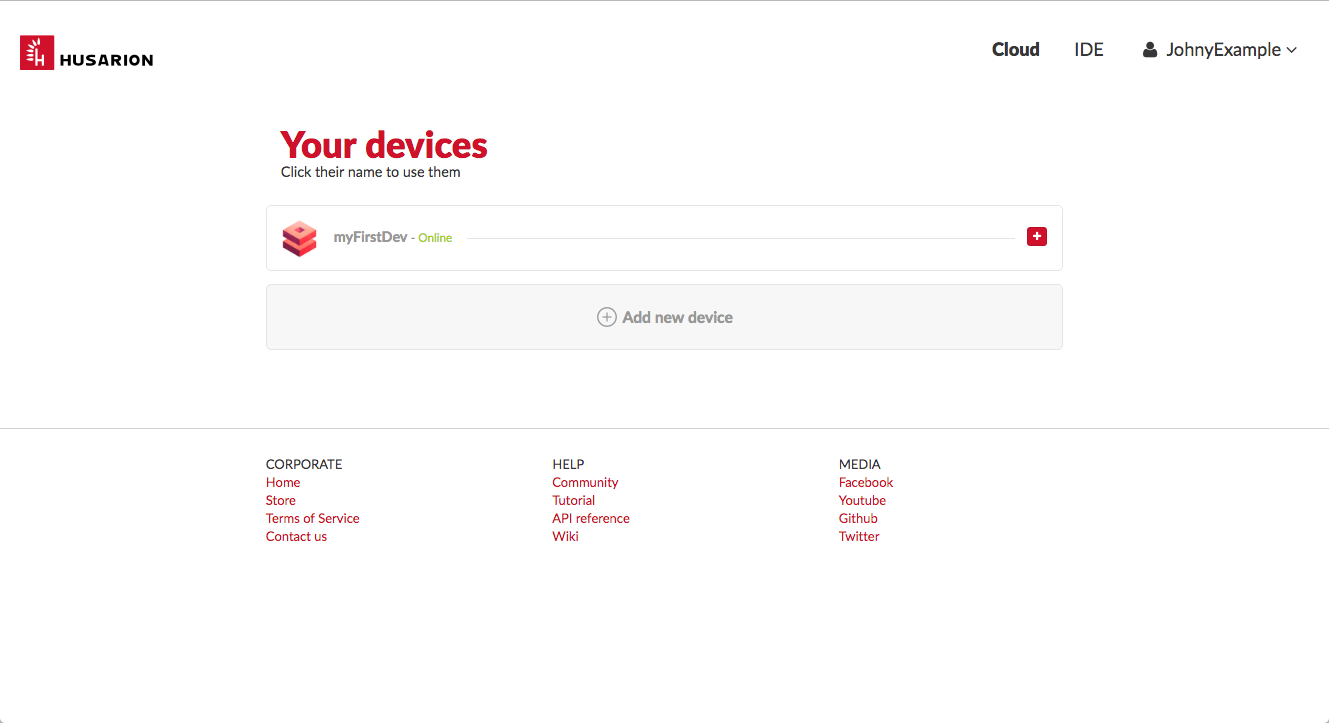 HUSARION
Cloud IDE JohnyExample
Your devices
Click their name to use them
myFirstDev - Online
Add new device
CORPORATE
Home
Store
Terms of Service
Contact us
HELP
Community
Tutorial
API reference
Wiki
MEDIA
Facebook
Youtube
Github
Twitter